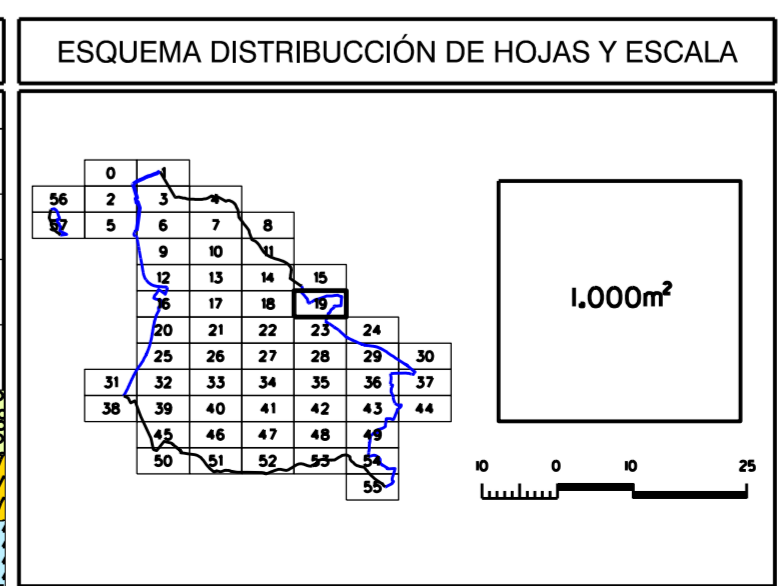 ESQUEMA DISTRIBUCCIÓN DE HOJAS Y ESCALA
0 1
56 2 3 4
57 5 6 7 8
9 10 11
12 13 14 15
16 17 18 19
20 21 22 23 24
25 26 27 28 29 30
31 32 33 34 35 36 37
38 39 40 41 42 43 44
45 46 47 48 49
50 51 52 53 54
55
1.000m²
10 0 10 25